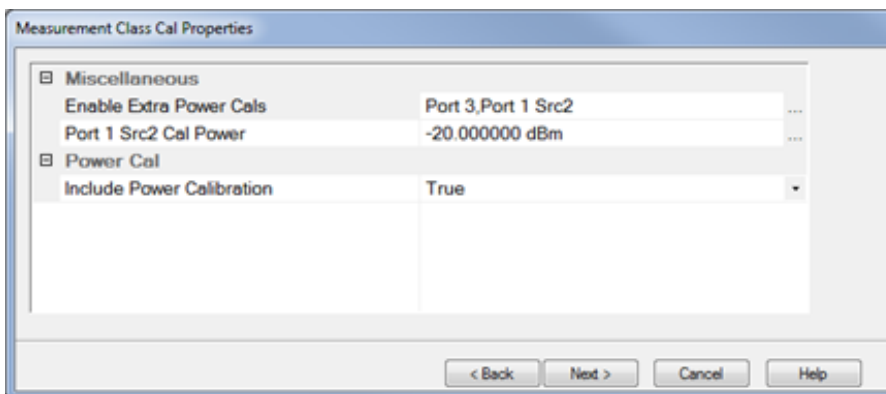 Measurement Class Cal Properties
Miscellaneous
Enable Extra Power Cals Port 3,Port 1 Src2 ...
Port 1 Src2 Cal Power -20.000000 dBm ...
Power Cal
Include Power Calibration True
< Back Next > Cancel Help